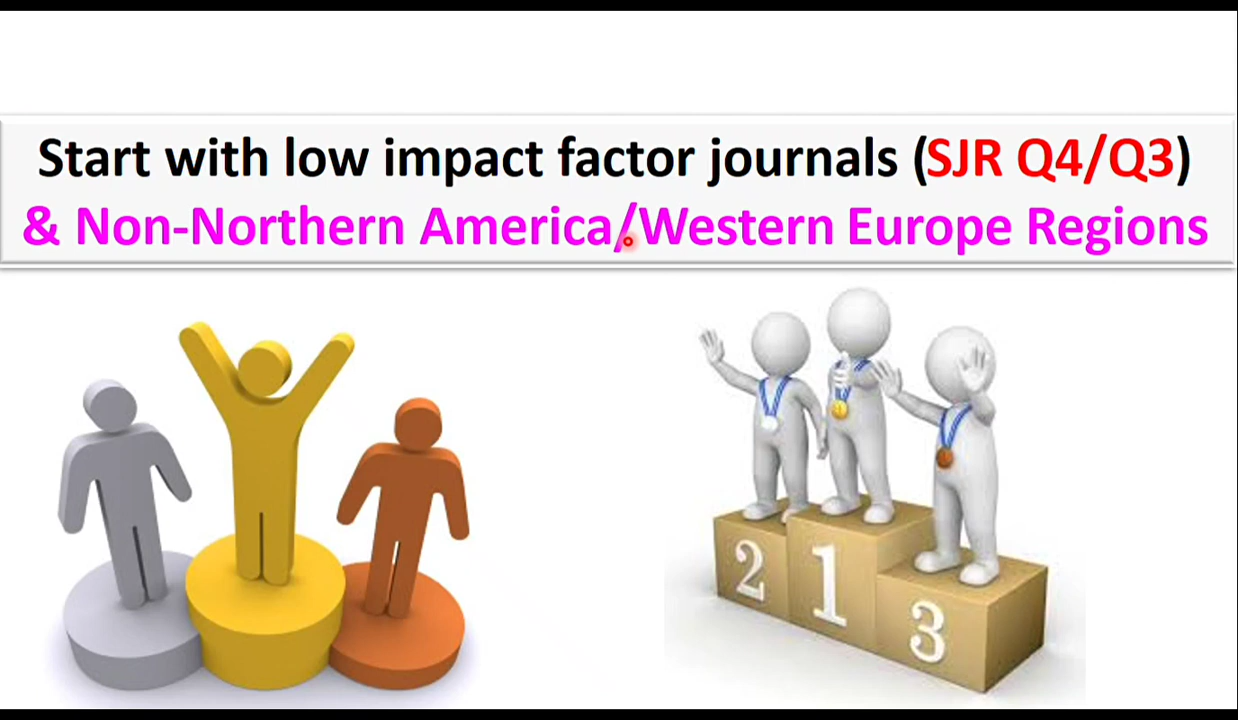 Start with low impact factor journals (SJR Q4/Q3)
& Non-Northern America/Western Europe Regions
2
1
3